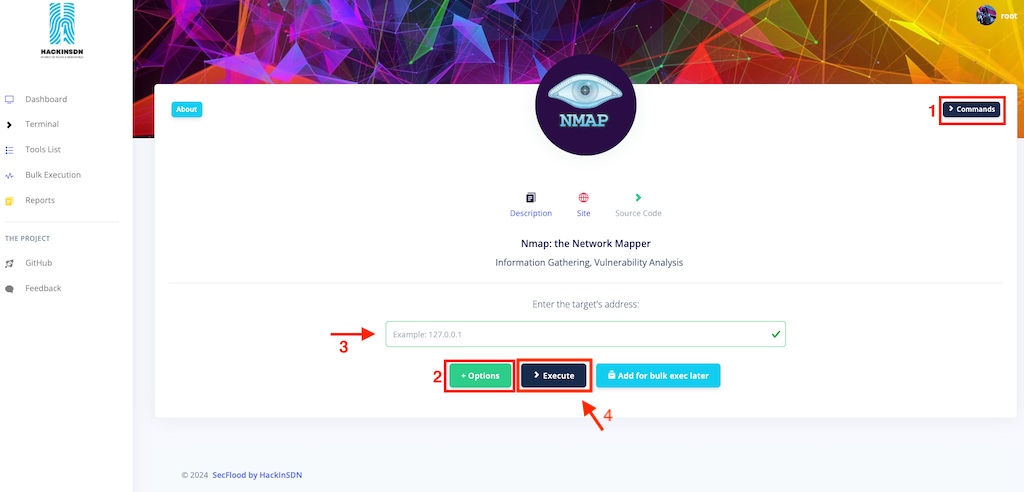 HACKINSDN
root
Dashboard
Terminal
Tools List
Bulk Execution
Reports
THE PROJECT
GitHub
Feedback
About
NMAP
1
Commands
Description
Site
Source Code
Nmap: the Network Mapper
Information Gathering, Vulnerability Analysis
Enter the target's address:
3
Example: 127.0.0.1
2
+ Options
Execute
Add for bulk exec later
4
© 2024 SecFlood by HackInSDN